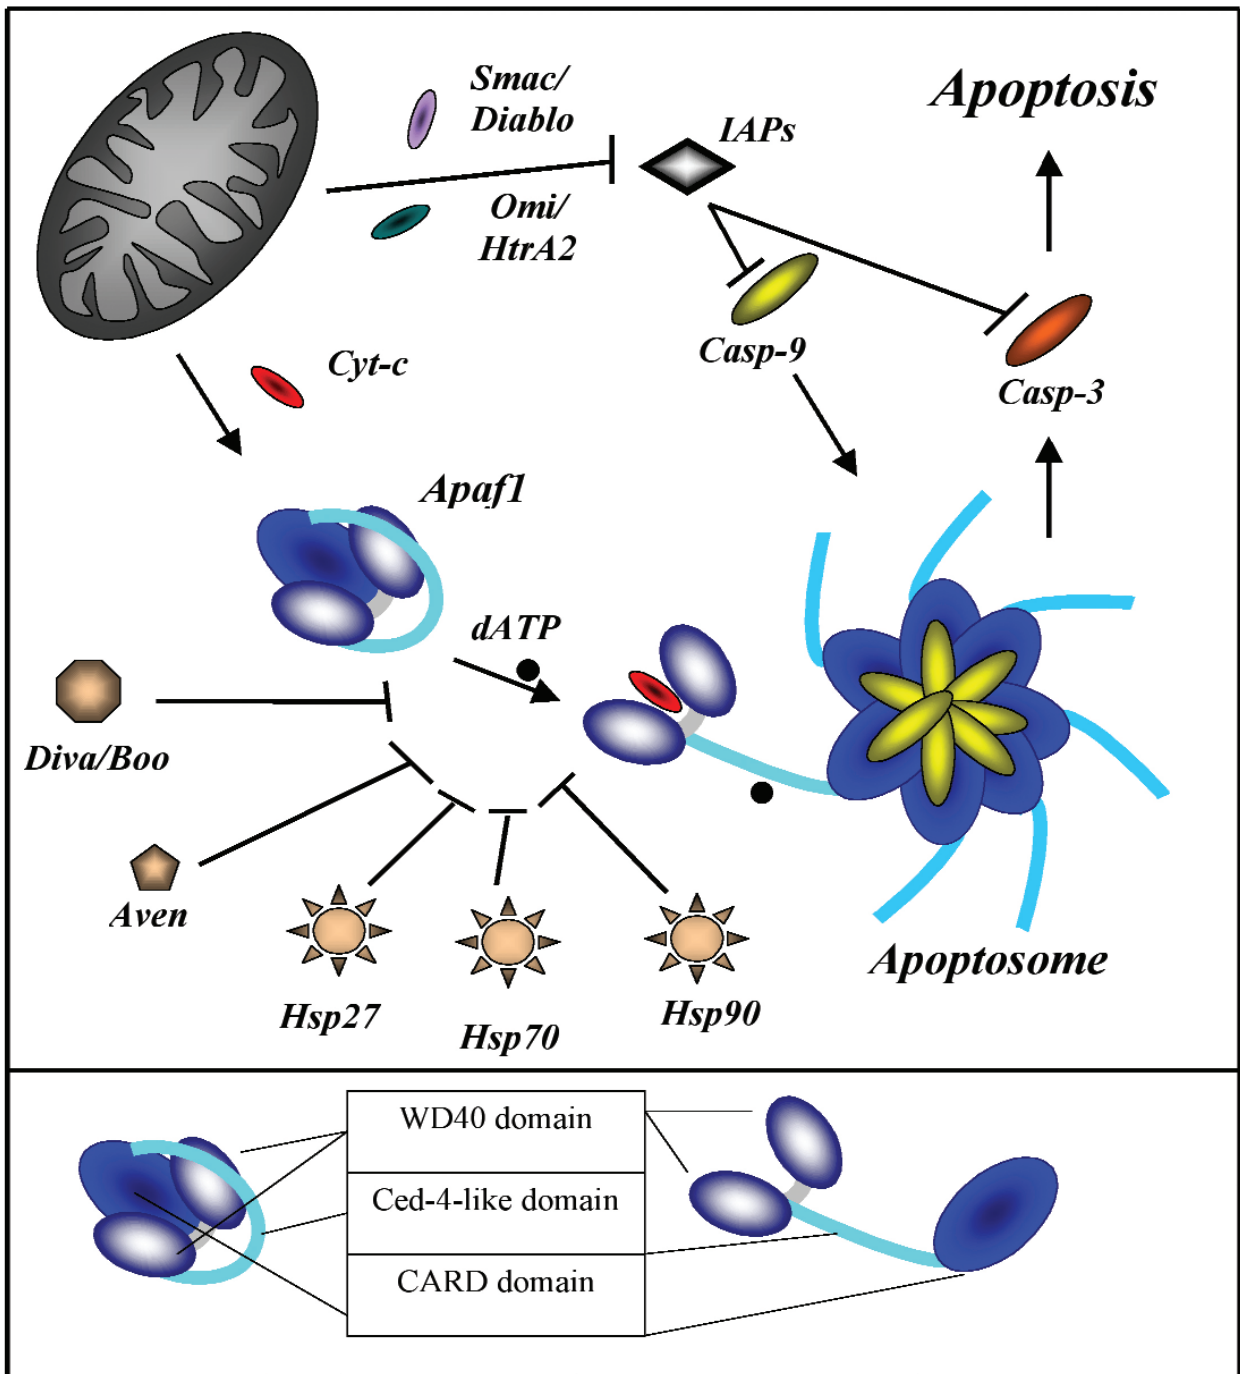 Smac/
Diablo
Apoptosis
IAPs
Omi/
HtrA2
Casp-9
Cyt-c
Casp-3
Apaf1
dATP
Diva/Boo
Aven
Apoptosome
Hsp27
Hsp70
Hsp90
WD40 domain
Ced-4-like domain
CARD domain